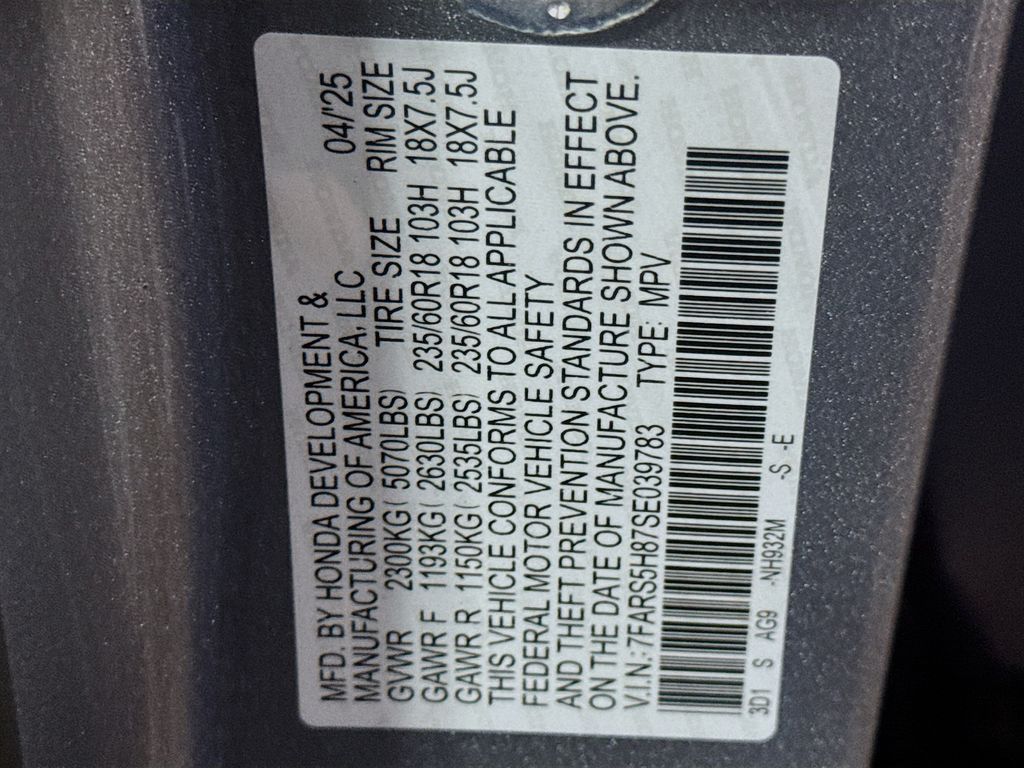 MFD. BY HONDA DEVELOPMENT & 04/'25
MANUFACTURING OF AMERICA, LLC
TIRE SIZE RIM SIZE
GVWR 2300KG( 5070LBS)
GAWR F 1193KG( 2630LBS) 235/60R18 103H 18X7.5J
GAWR R 1150KG( 2535LBS) 235/60R18 103H 18X7.5J
THIS VEHICLE CONFORMS TO ALL APPLICABLE
FEDERAL MOTOR VEHICLE SAFETY
AND THEFT PREVENTION STANDARDS IN EFFECT
ON THE DATE OF MANUFACTURE SHOWN ABOVE.
V.I.N.: 7FARS5H87SE039783 TYPE: MPV
3D1 S AG9 -NH932M -S -E